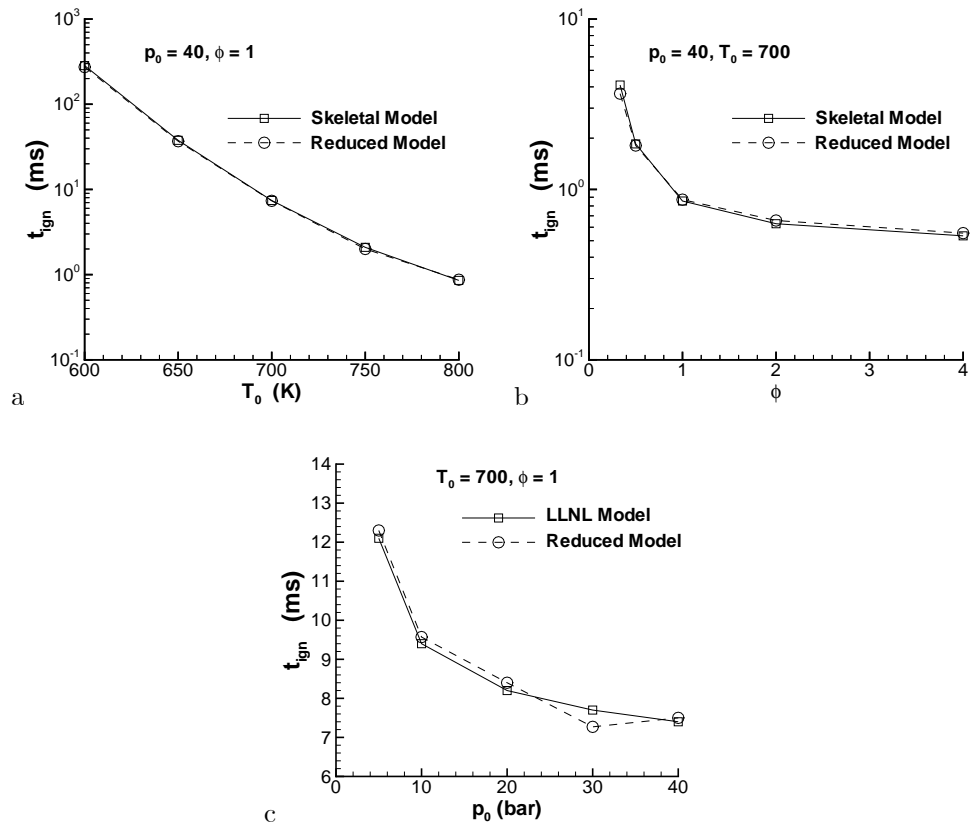 10³
p₀ = 40, ϕ = 1
10²
Skeletal Model
Reduced Model
t_ign (ms)
10¹
10⁰
10⁻¹
600 650 700 750 800
T₀ (K)
a
10¹
p₀ = 40, T₀ = 700
Skeletal Model
Reduced Model
t_ign (ms)
10⁰
10⁻¹
0 1 2 3 4
ϕ
b
14
T₀ = 700, ϕ = 1
13
LLNL Model
12
Reduced Model
11
t_ign (ms)
10
9
8
7
6
0 10 20 30 40
p₀ (bar)
c